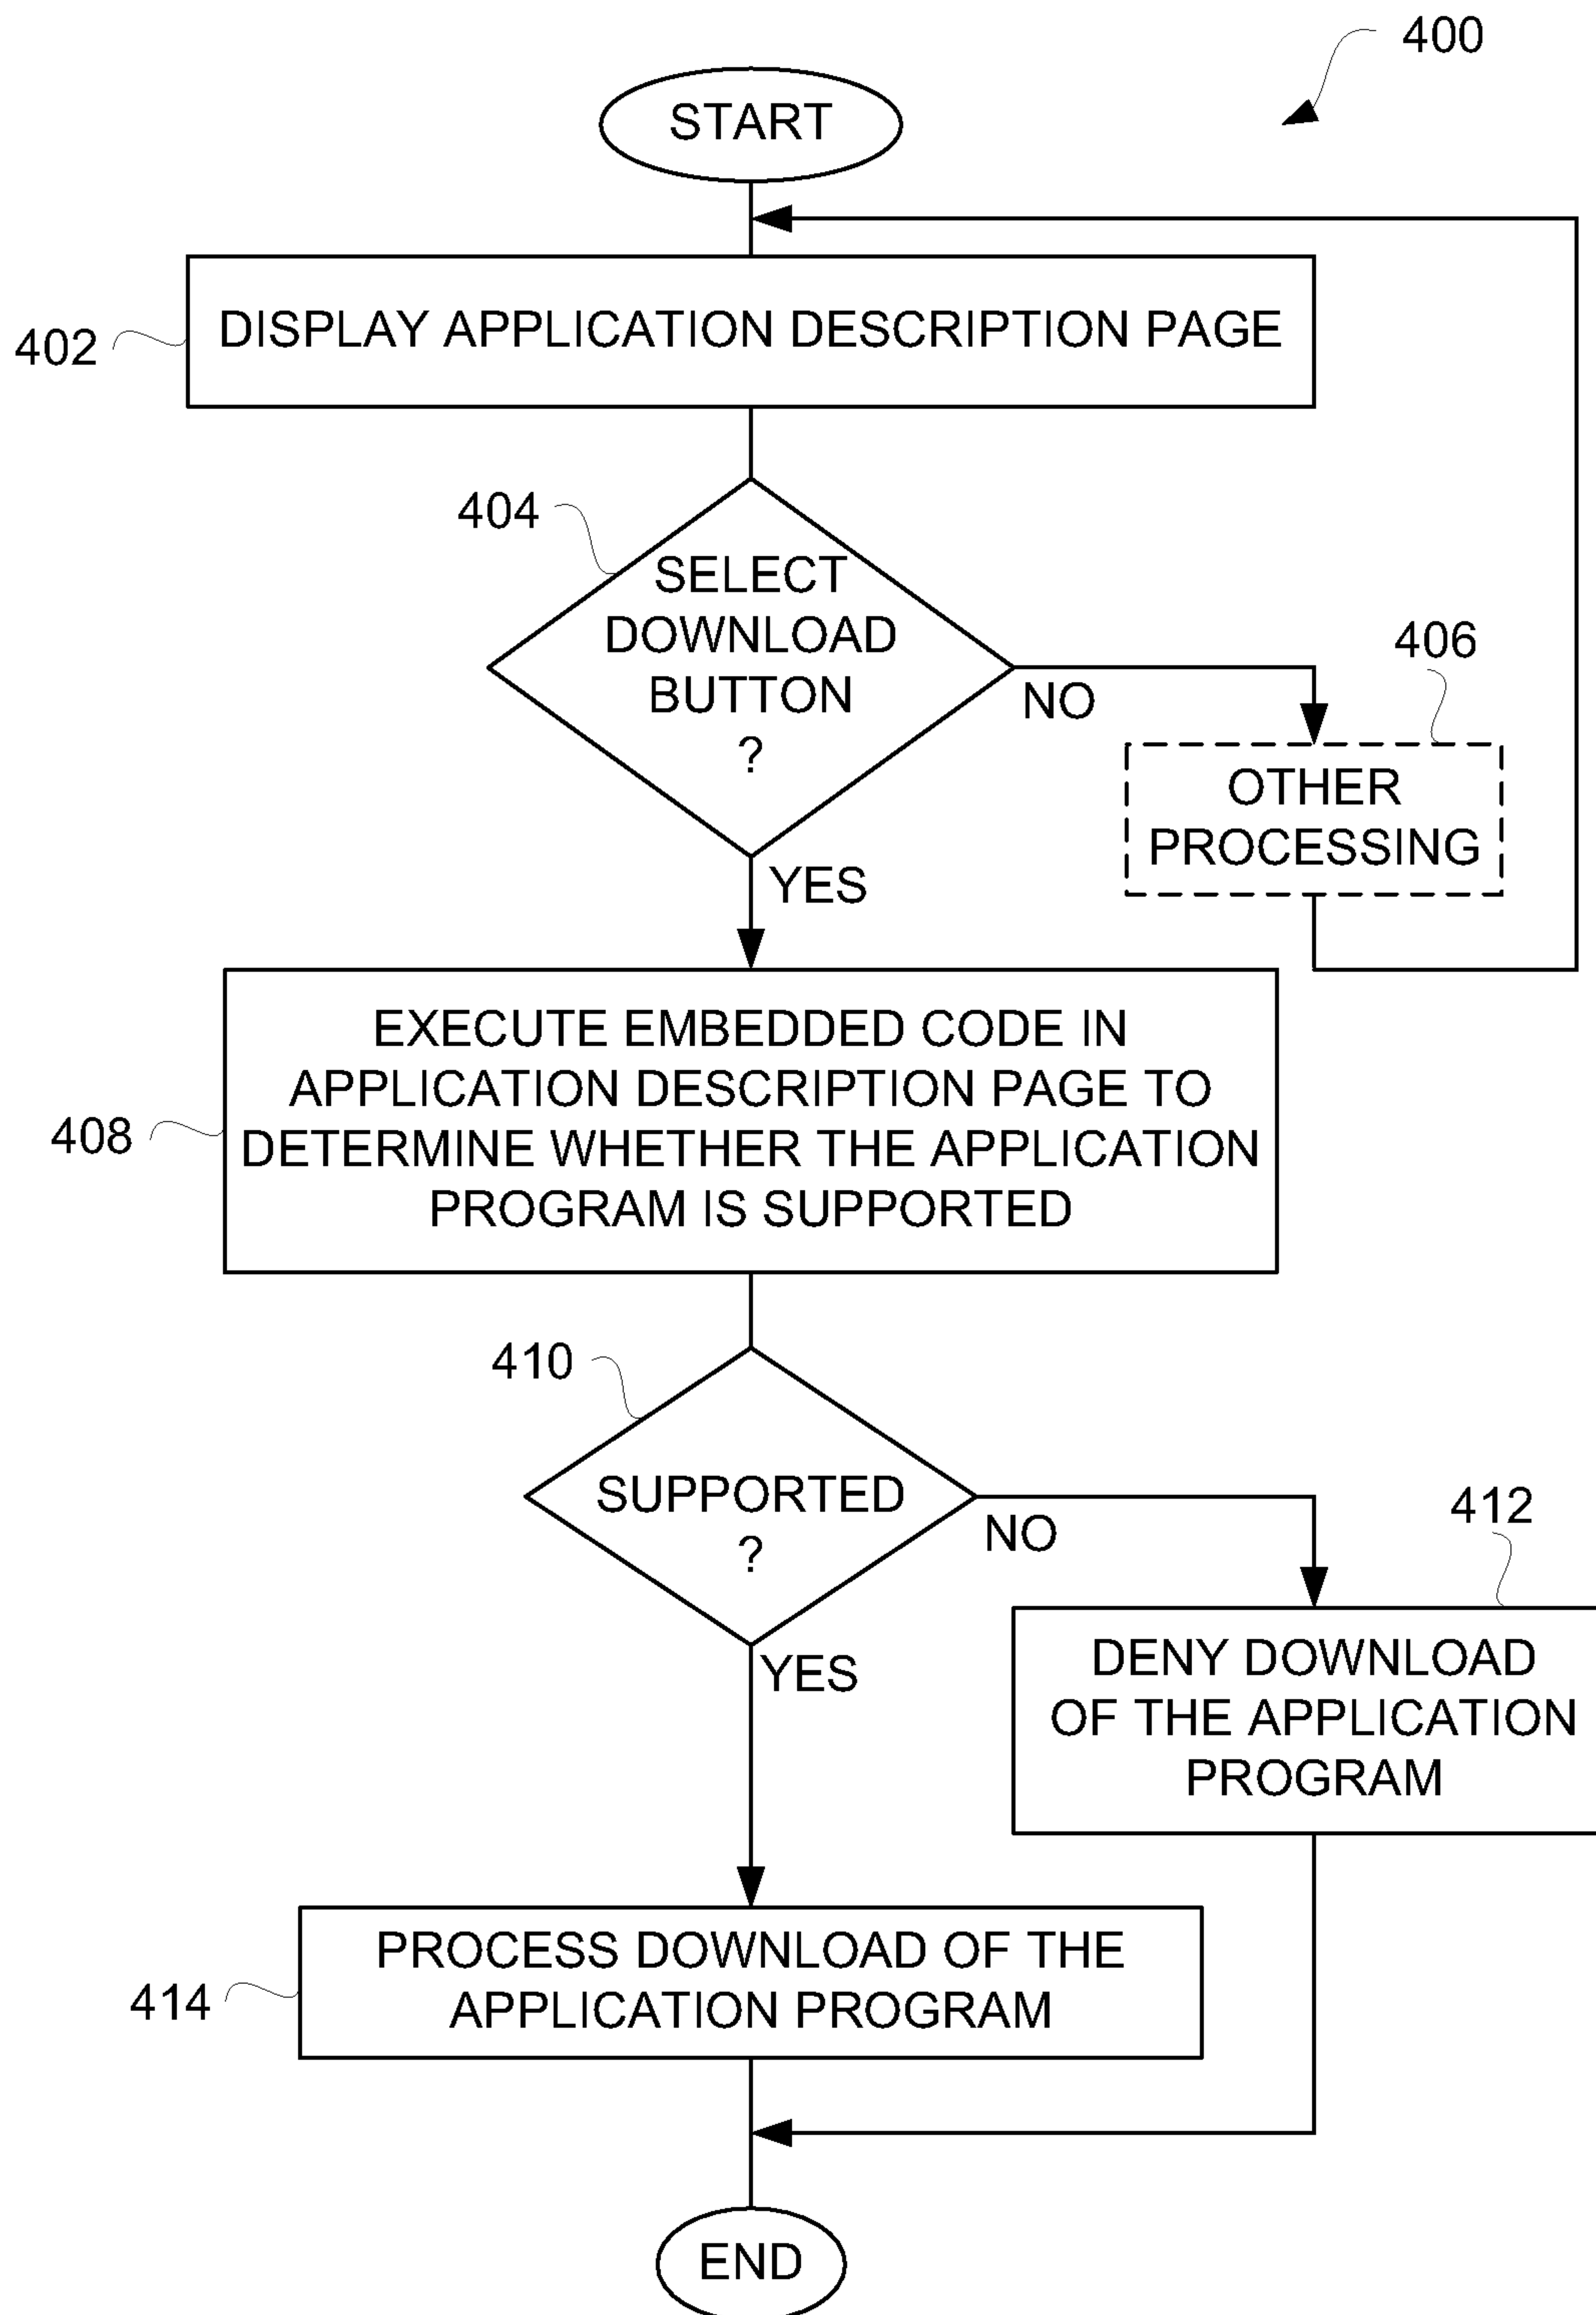 400
START
402
DISPLAY APPLICATION DESCRIPTION PAGE
404
SELECT
DOWNLOAD
BUTTON
?
NO
406
OTHER
PROCESSING
YES
408
EXECUTE EMBEDDED CODE IN
APPLICATION DESCRIPTION PAGE TO
DETERMINE WHETHER THE APPLICATION
PROGRAM IS SUPPORTED
410
SUPPORTED
?
NO
412
DENY DOWNLOAD
OF THE APPLICATION
PROGRAM
YES
414
PROCESS DOWNLOAD OF THE
APPLICATION PROGRAM
END